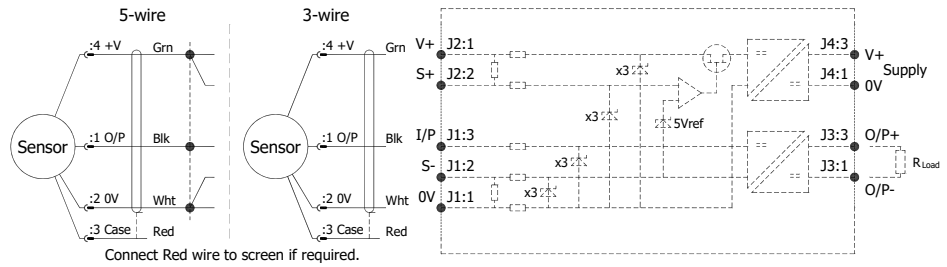 5-wire
3-wire
:4 +V Grn
:1 O/P Blk
:2 0V Wht
:3 Case Red
Sensor
:4 +V Grn
:1 O/P Blk
:2 0V Wht
:3 Case Red
Sensor
Connect Red wire to screen if required.
V+ J2:1
S+ J2:2
I/P J1:3
S- J1:2
0V J1:1
x3
x3
x3
x3
5Vref
J4:3 V+
J4:1 0V
Supply
J3:3 O/P+
J3:1 O/P-
RLoad